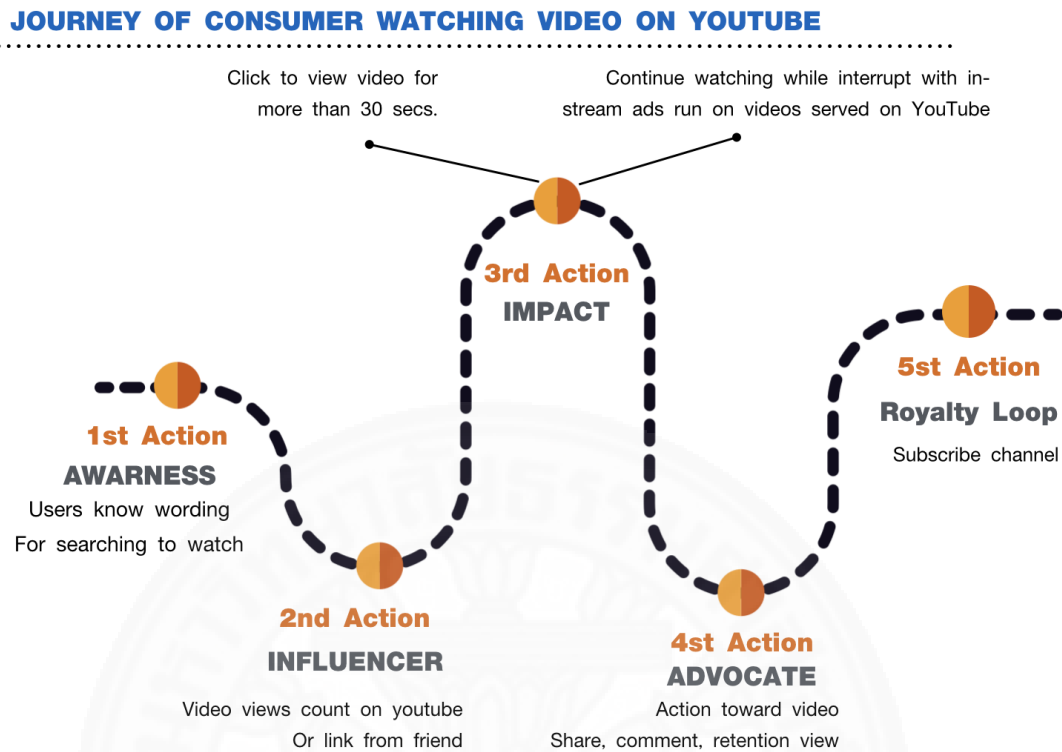 JOURNEY OF CONSUMER WATCHING VIDEO ON YOUTUBE
Click to view video for
more than 30 secs.
Continue watching while interrupt with in-
stream ads run on videos served on YouTube
3rd Action
IMPACT
1st Action
AWARNESS
Users know wording
For searching to watch
2nd Action
INFLUENCER
Video views count on youtube
Or link from friend
4st Action
ADVOCATE
Action toward video
Share, comment, retention view
5st Action
Royalty Loop
Subscribe channel